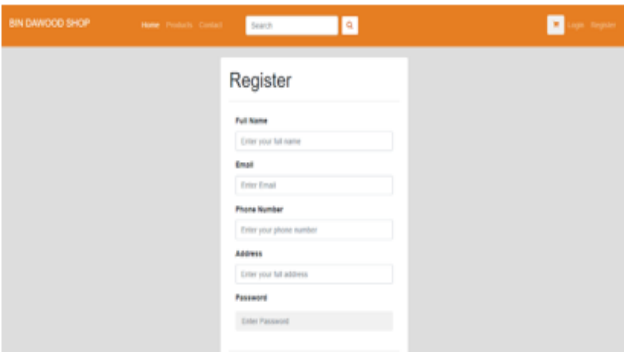 BIN DAWOOD SHOP Home Products Contact Search Login Register
Register
Full Name
Enter your full name
Email
Enter Email
Phone Number
Enter your phone number
Address
Enter your full address
Password
Enter Password